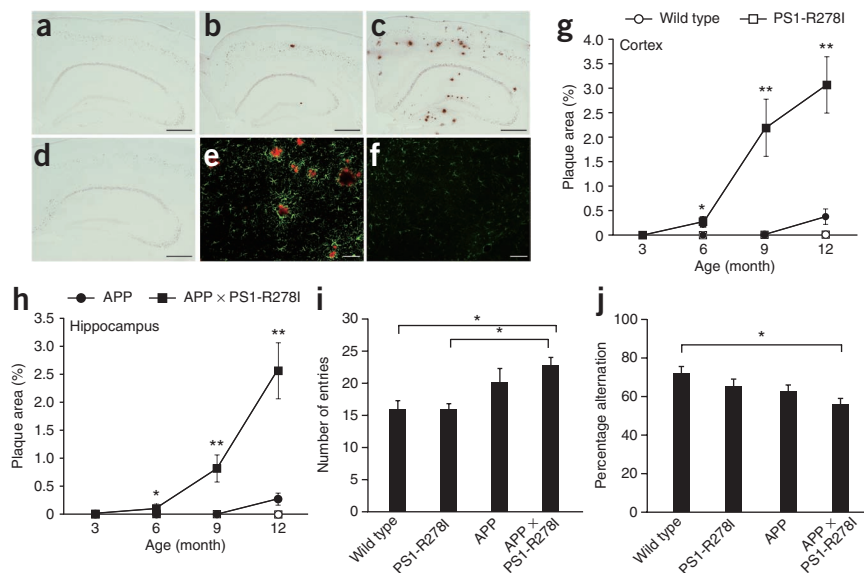 a
b
c
d
e
f
g
Wild type
PS1-R278I
Cortex
**
**
*
Plaque area (%)
4.0
3.5
3.0
2.5
2.0
1.5
1.0
0.5
0
3
6
9
12
Age (month)
h
APP
APP × PS1-R278I
Hippocampus
**
**
*
Plaque area (%)
3.5
3.0
2.5
2.0
1.5
1.0
0.5
0
3
6
9
12
Age (month)
i
*
*
Number of entries
30
25
20
15
10
5
0
Wild type
PS1-R278I
APP
APP +
PS1-R278I
j
*
Percentage alternation
100
80
60
40
20
0
Wild type
PS1-R278I
APP
APP +
PS1-R278I